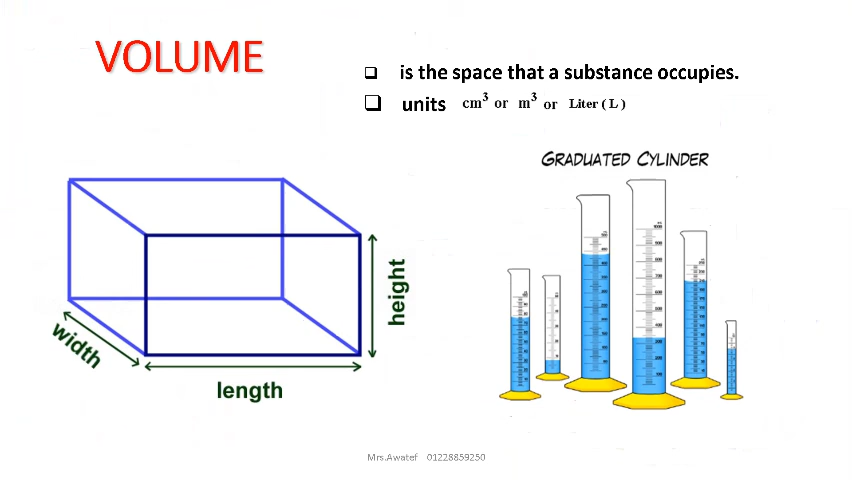 VOLUME
❑ is the space that a substance occupies.
❑ units cm³ or m³ or Liter ( L )
GRADUATED CYLINDER
height
width
length
Mrs.Awatef 01228859250